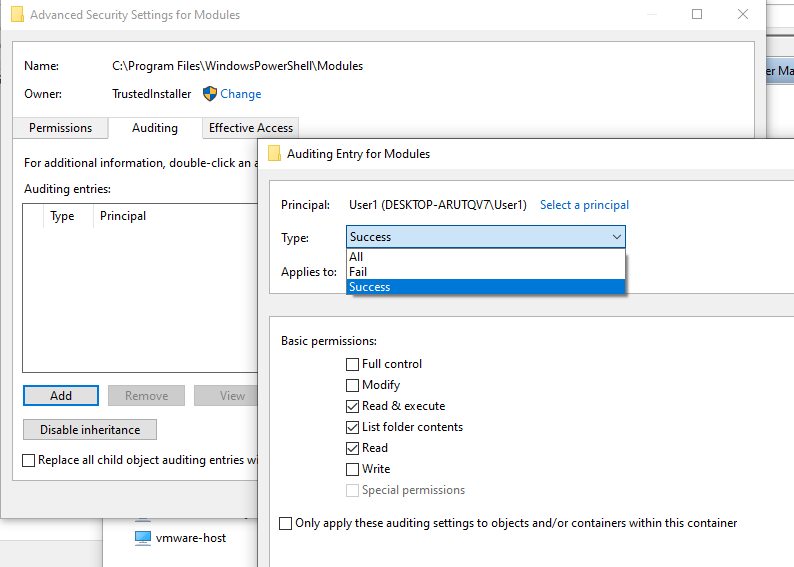 Advanced Security Settings for Modules
Name: C:\Program Files\WindowsPowerShell\Modules
er Ma
Owner: TrustedInstaller Change
Permissions Auditing Effective Access
For additional information, double-click an a
Auditing entries:
Type Principal
Add Remove View
Disable inheritance
Replace all child object auditing entries wi
vmware-host
Auditing Entry for Modules
Principal: User1 (DESKTOP-ARUTQV7\User1) Select a principal
Type: Success
All
Applies to: Fail
Success
Basic permissions:
Full control
Modify
Read & execute
List folder contents
Read
Write
Special permissions
Only apply these auditing settings to objects and/or containers within this container